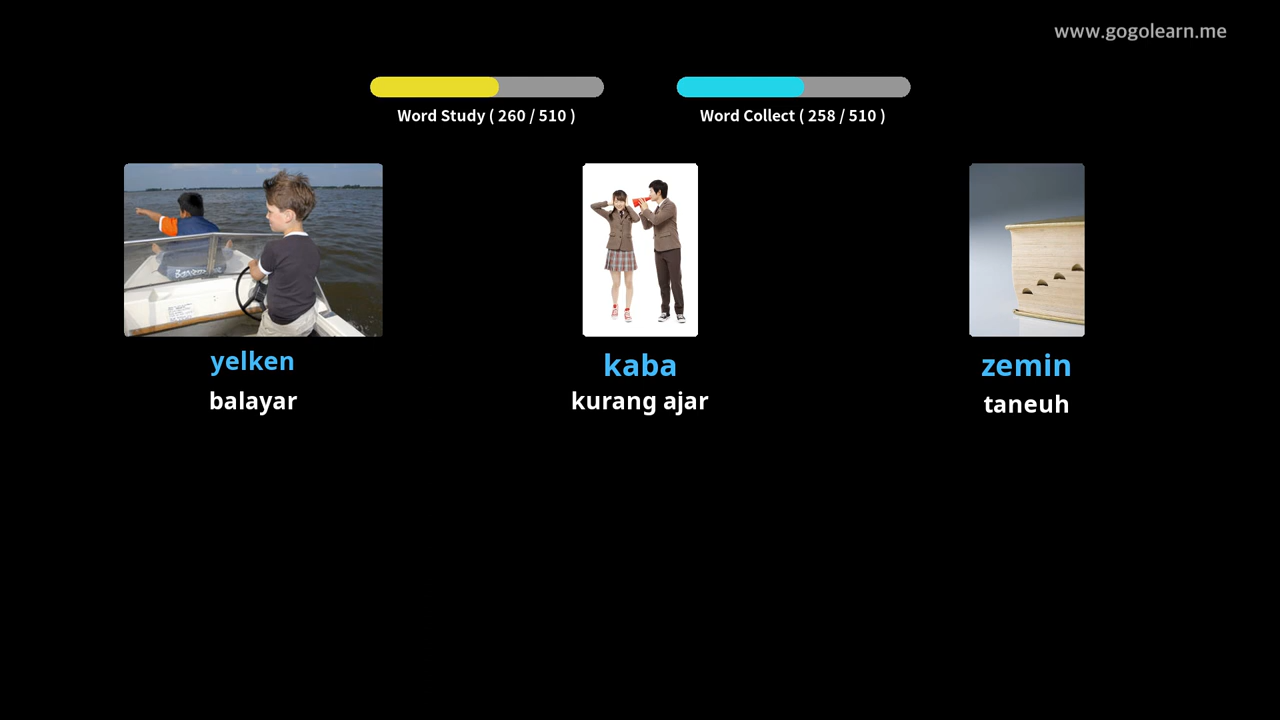 www.gogolearn.me
Word Study ( 260 / 510 )
Word Collect ( 258 / 510 )
yelken
balayar
kaba
kurang ajar
zemin
taneuh